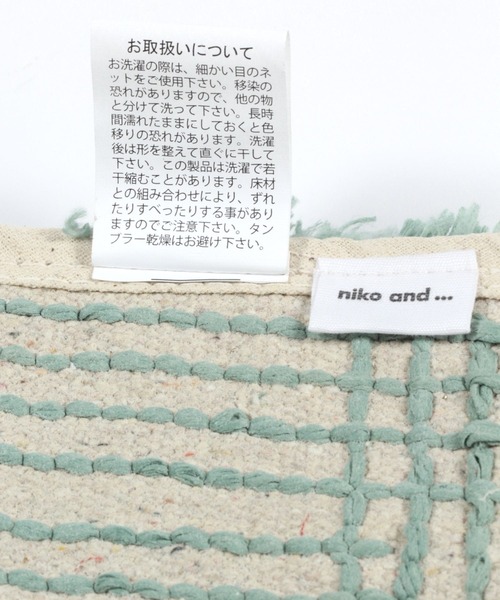 お取扱いについて
お洗濯の際は、細かい目のネ
ットをご使用下さい。移染の
恐れがありますので、他の物
と分けて洗って下さい。長時
間濡れたままにしておくと色
移りの恐れがあります。洗濯
後は形を整えて直ぐに干して
下さい。この製品は洗濯で若
干縮むことがあります。床材
との組み合わせにより、ずれ
たりすべったりする事があり
ますのでご注意下さい。タン
ブラー乾燥はお避け下さい。
niko and ...